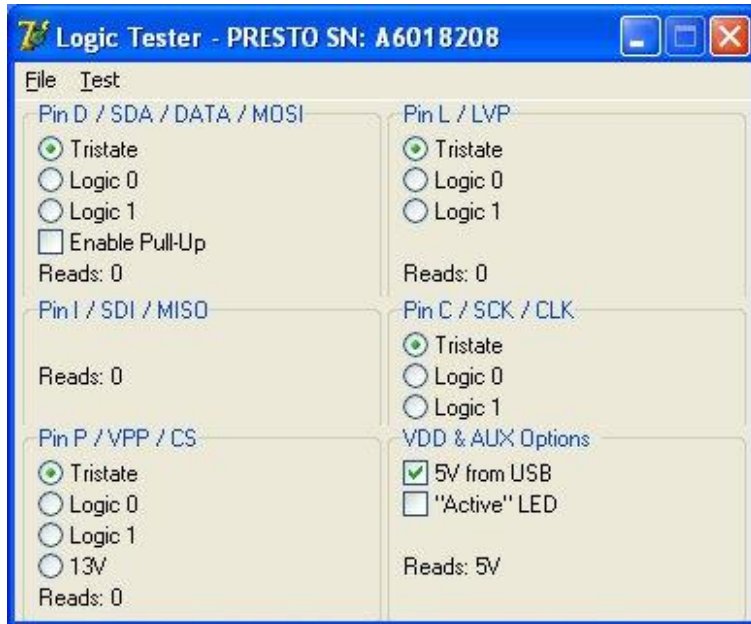 Logic Tester - PRESTO SN: A6018208
File Test
Pin D / SDA / DATA / MOSI
Tristate
Logic 0
Logic 1
Enable Pull-Up
Reads: 0
Pin L / LVP
Tristate
Logic 0
Logic 1
Reads: 0
Pin I / SDI / MISO
Reads: 0
Pin C / SCK / CLK
Tristate
Logic 0
Logic 1
Pin P / VPP / CS
Tristate
Logic 0
Logic 1
13V
Reads: 0
VDD & AUX Options
5V from USB
"Active" LED
Reads: 5V